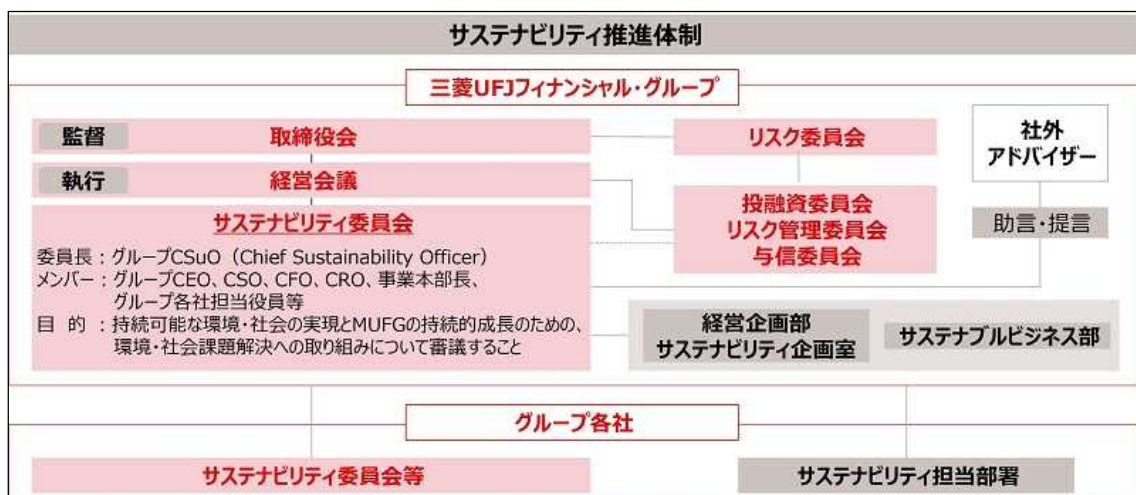 サステナビリティ推進体制
三菱UFJフィナンシャル・グループ
監督
取締役会
リスク委員会
社外
アドバイザー
執行
経営会議
投融資委員会
リスク管理委員会
与信委員会
助言・提言
サステナビリティ委員会
委員長：グループCSuO（Chief Sustainability Officer）
メンバー：グループCEO、CSO、CFO、CRO、事業本部長、
グループ各社担当役員等
目 的 ：持続可能な環境・社会の実現とMUFGの持続的成長のための、
環境・社会課題解決への取り組みについて審議すること
経営企画部
サステナビリティ企画室
サステナブルビジネス部
グループ各社
サステナビリティ委員会等
サステナビリティ担当部署